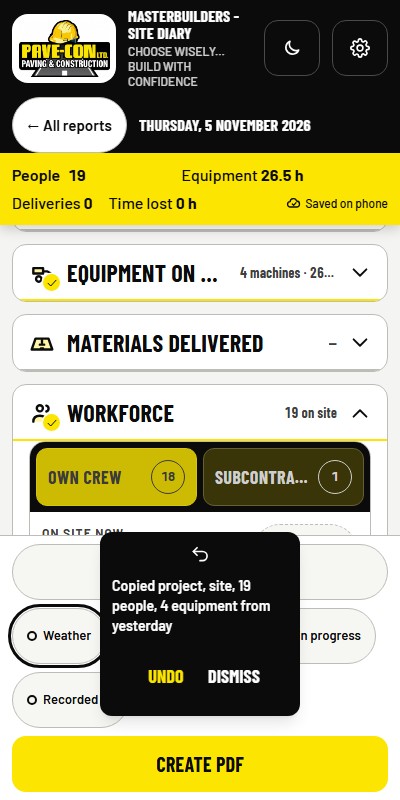 PAVE-CON LTD.
PAVING & CONSTRUCTION
MASTERBUILDERS -
SITE DIARY
CHOOSE WISELY...
BUILD WITH
CONFIDENCE
← All reports
THURSDAY, 5 NOVEMBER 2026
People 19
Equipment 26.5 h
Deliveries 0
Time lost 0 h
Saved on phone
EQUIPMENT ON ...
4 machines · 26...
MATERIALS DELIVERED
–
WORKFORCE
19 on site
OWN CREW
18
SUBCONTRA...
1
ON SITE NOW
Copied project, site, 19
people, 4 equipment from
yesterday
UNDO
DISMISS
Weather
n progress
Recorded
CREATE PDF